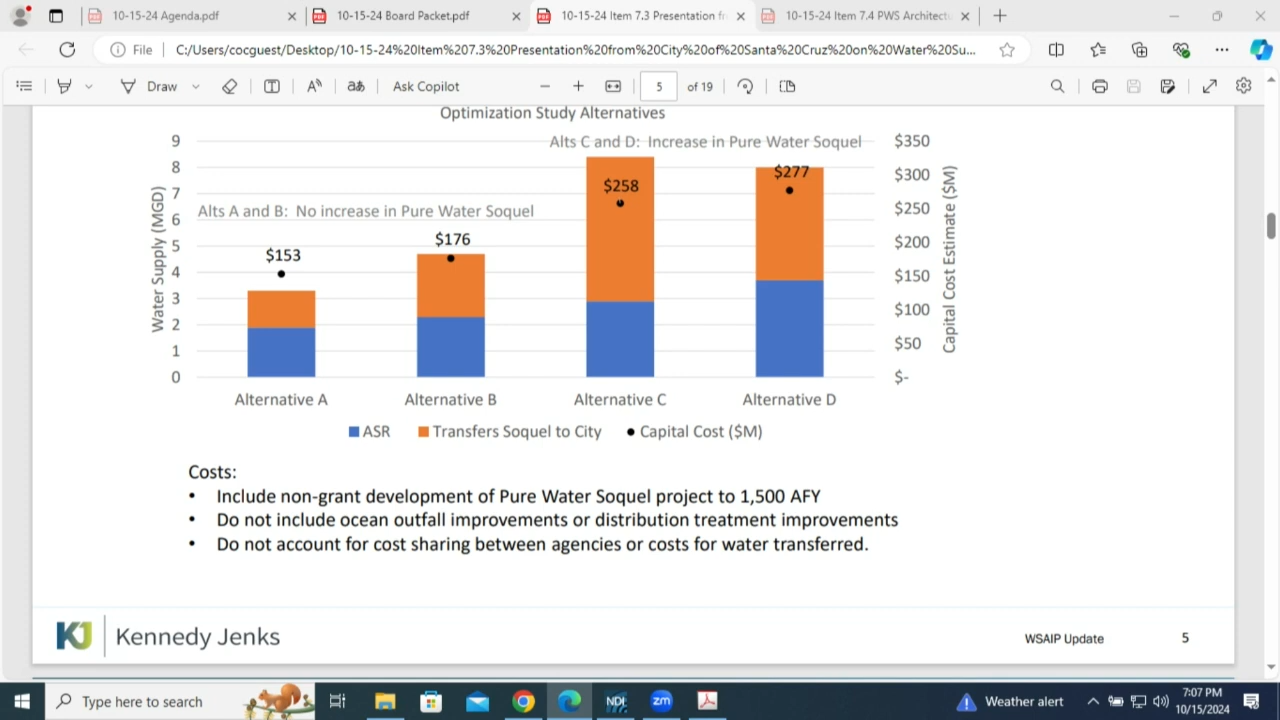 10-15-24 Agenda.pdf
10-15-24 Board Packet.pdf
10-15-24 Item 7.3 Presentation fr
10-15-24 Item 7.4 PWS Architectu
File
C:/Users/cocguest/Desktop/10-15-24%20Item%207.3%20Presentation%20from%20City%20of%20Santa%20Cruz%20on%20Water%20Su...
Draw
Ask Copilot
5
of 19
Optimization Study Alternatives
Alts C and D: Increase in Pure Water Soquel
Alts A and B: No increase in Pure Water Soquel
Water Supply (MGD)
9
8
7
6
5
4
3
2
1
0
$153
$176
$258
$277
$350
$300
$250
$200
$150
$100
$50
$-
Capital Cost Estimate ($M)
Alternative A
Alternative B
Alternative C
Alternative D
ASR
Transfers Soquel to City
Capital Cost ($M)
Costs:
• Include non-grant development of Pure Water Soquel project to 1,500 AFY
• Do not include ocean outfall improvements or distribution treatment improvements
• Do not account for cost sharing between agencies or costs for water transferred.
KJ
Kennedy Jenks
WSAIP Update
5
Type here to search
NDI
zm
Weather alert
7:07 PM
10/15/2024